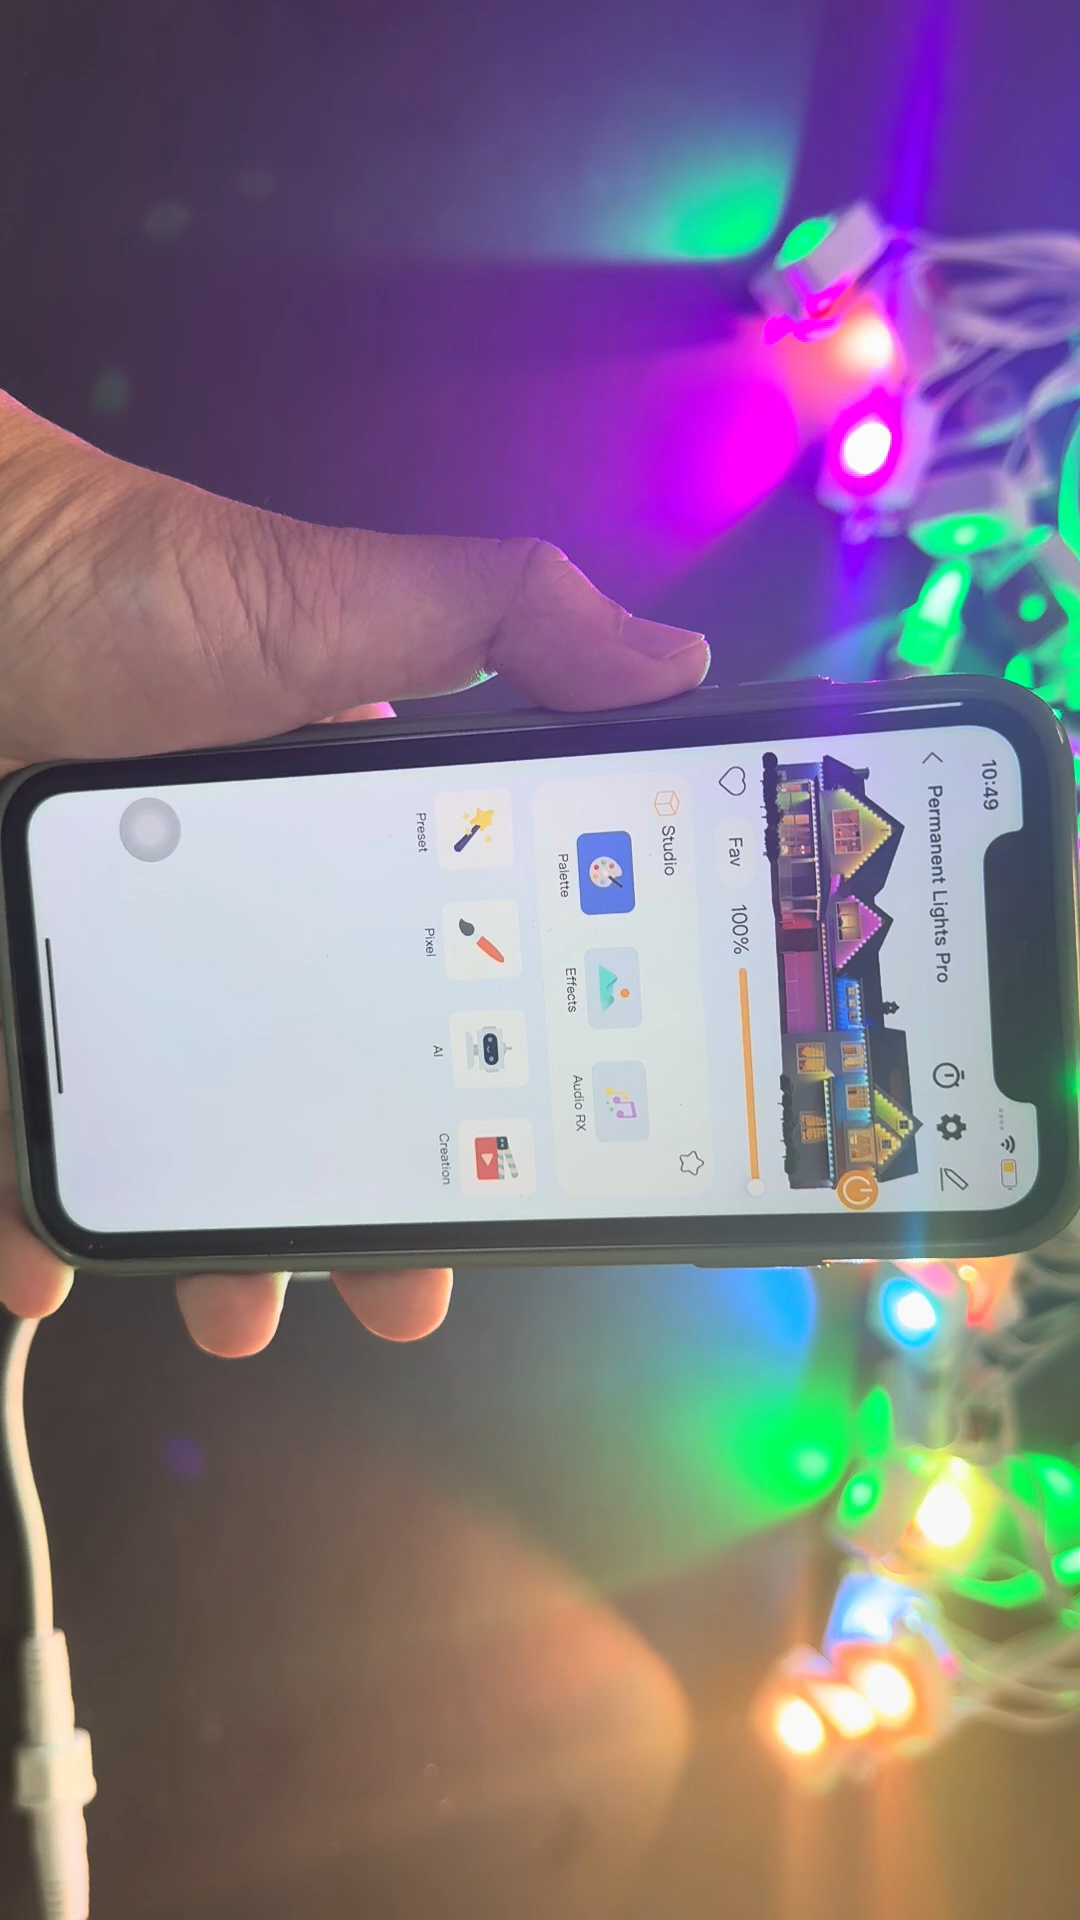 10:49
Permanent Lights Pro
Fav 100%
Studio
Palette Effects Audio RX
Preset Pixel AI Creation